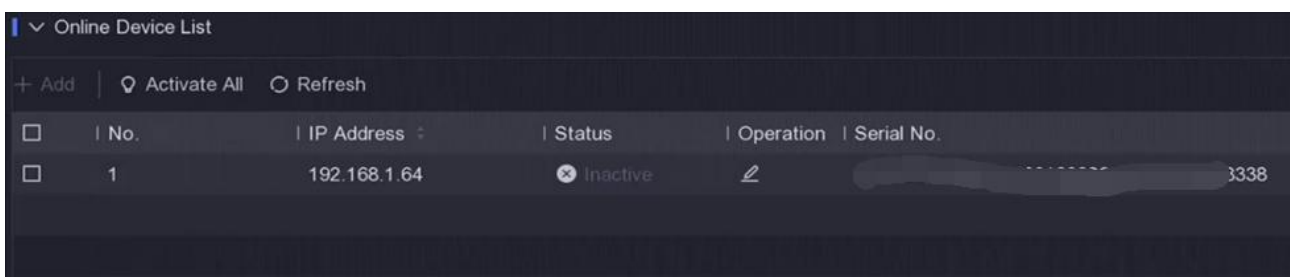 Online Device List
+ Add Activate All Refresh
No. IP Address Status Operation Serial No.
1 192.168.1.64 Inactive 3338